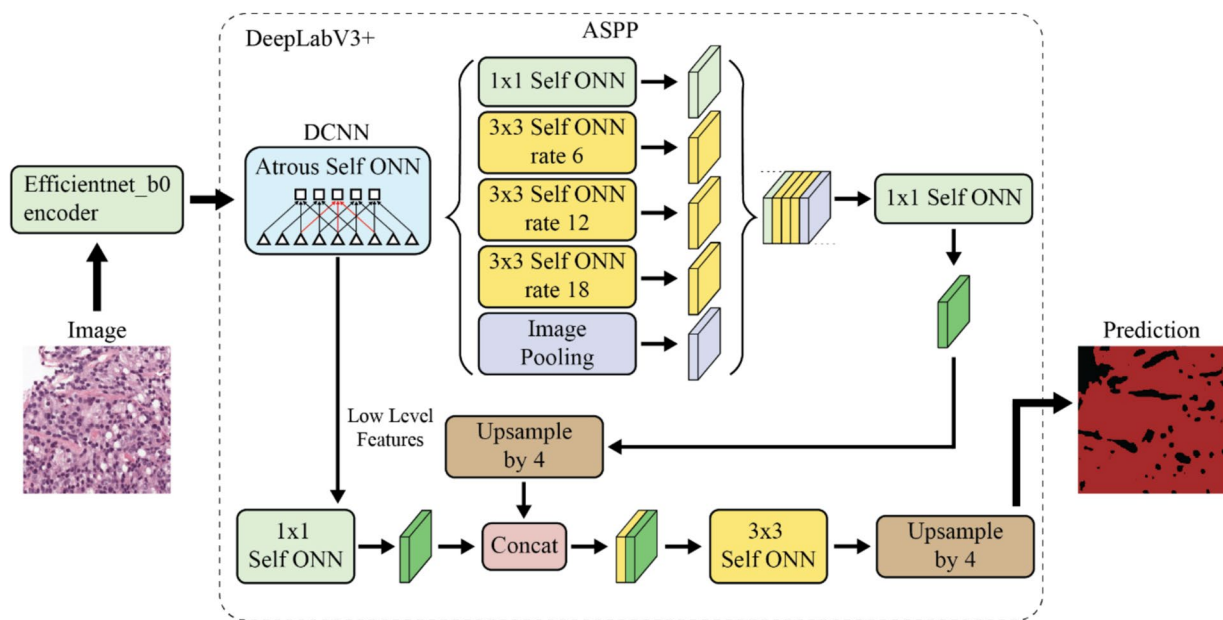 DeepLabV3+
ASPP
1x1 Self ONN
3x3 Self ONN
rate 6
3x3 Self ONN
rate 12
3x3 Self ONN
rate 18
Image
Pooling
DCNN
Atrous Self ONN
Efficientnet_b0
encoder
1x1 Self ONN
Image
Prediction
Low Level
Features
Upsample
by 4
1x1
Self ONN
Concat
3x3
Self ONN
Upsample
by 4